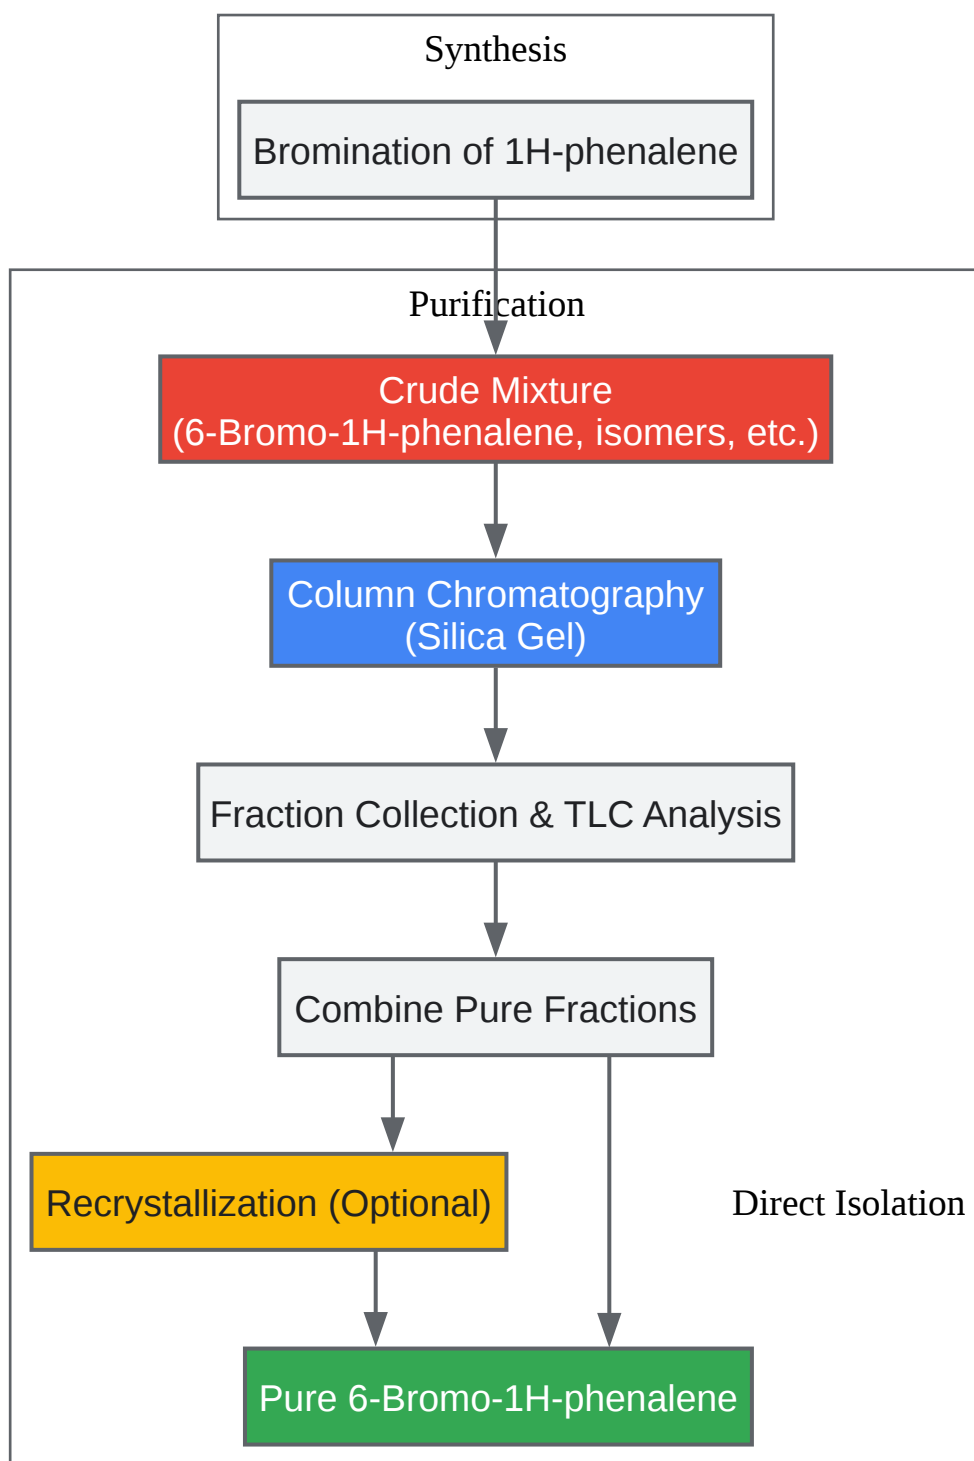 Synthesis
Bromination of 1H-phenalene
Purification
Crude Mixture
(6-Bromo-1H-phenalene, isomers, etc.)
Column Chromatography
(Silica Gel)
Fraction Collection & TLC Analysis
Combine Pure Fractions
Recrystallization (Optional)
Direct Isolation
Pure 6-Bromo-1H-phenalene